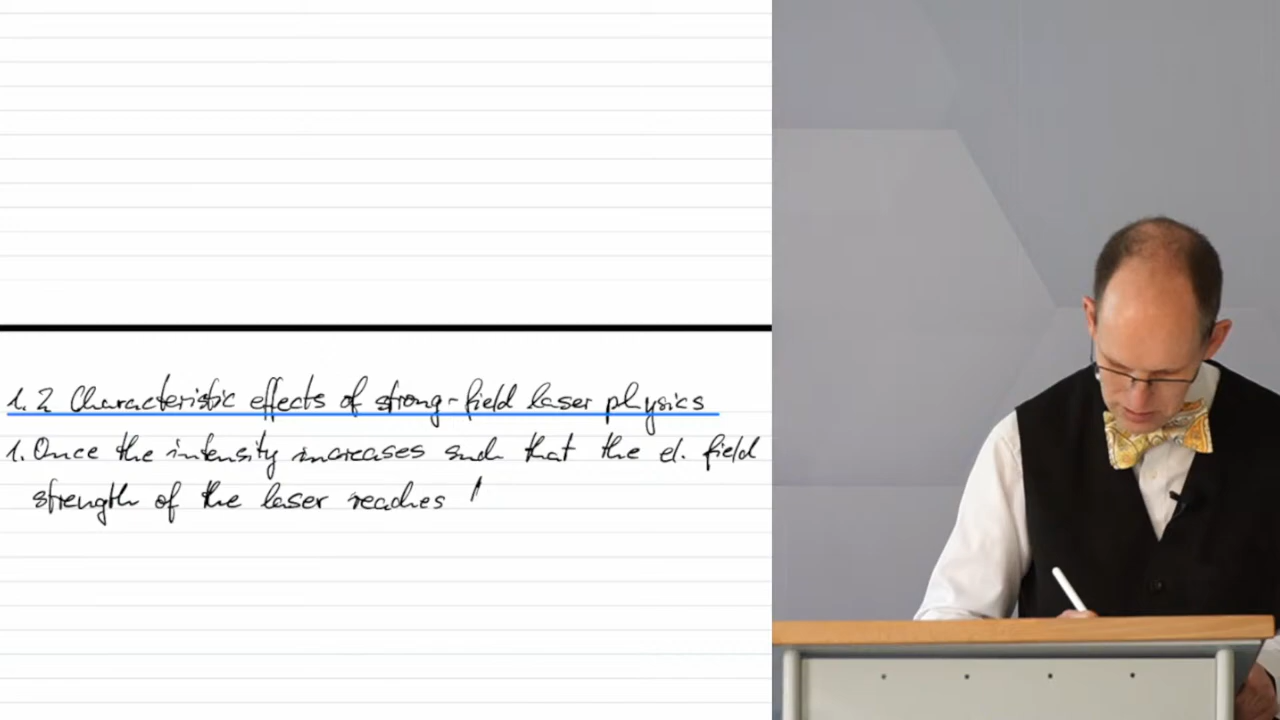 1.2 Characteristic effects of strong-field laser physics
1. Once the intensity increases such that the el. field
strength of the laser reaches